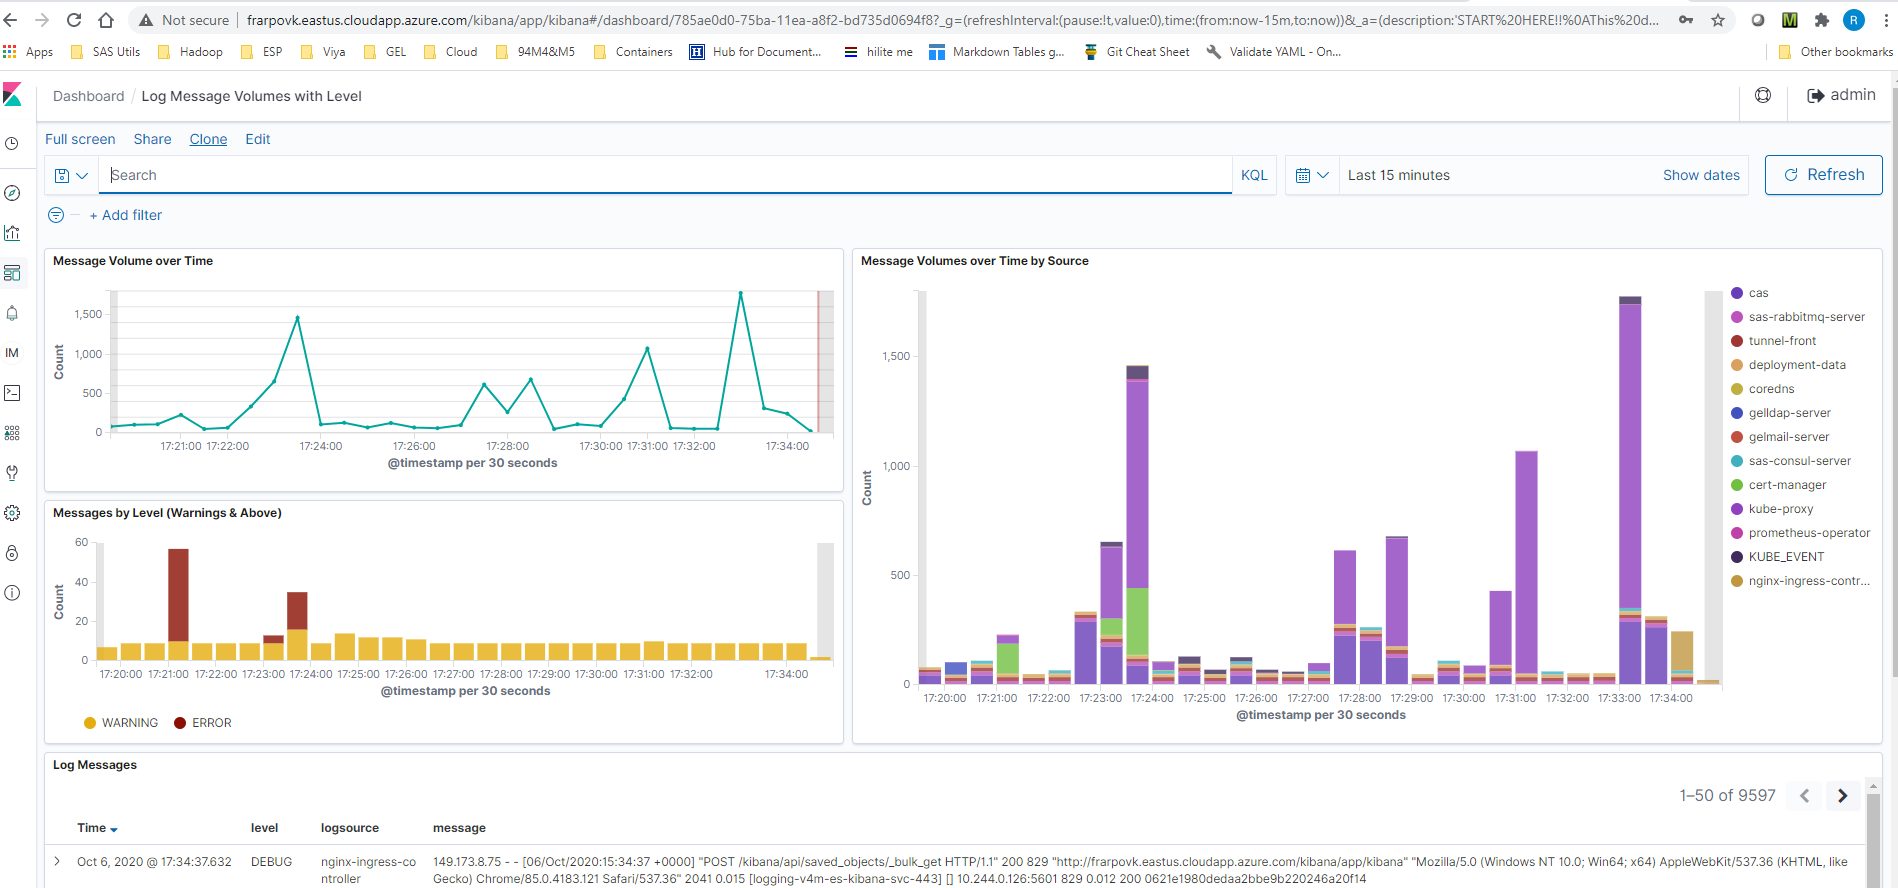 Not secure
frarpovk.eastus.cloudapp.azure.com/kibana/app/kibana#/dashboard/785ae0d0-75ba-11ea-a8f2-bd735d0694f8?_g=(refreshInterval:(pause:!t,value:0),time:(from:now-15m,to:now))&_a=(description:'START%20HERE!!%0AThis%20d...
M
R
Apps
SAS Utils
Hadoop
ESP
Viya
GEL
Cloud
94M4&M5
Containers
H
Hub for Document...
hilite me
Markdown Tables g...
Git Cheat Sheet
Validate YAML - On...
Other bookmarks
Dashboard / Log Message Volumes with Level
admin
Full screen
Share
Clone
Edit
Search
KQL
Last 15 minutes
Show dates
Refresh
+ Add filter
IM
Message Volume over Time
1,500
1,000
500
0
Count
17:21:00 17:22:00 17:24:00 17:26:00 17:28:00 17:30:00 17:31:00 17:32:00 17:34:00
@timestamp per 30 seconds
Messages by Level (Warnings & Above)
60
40
20
0
Count
17:20:00 17:21:00 17:22:00 17:23:00 17:24:00 17:25:00 17:26:00 17:27:00 17:28:00 17:29:00 17:30:00 17:31:00 17:32:00 17:34:00
@timestamp per 30 seconds
WARNING
ERROR
Message Volumes over Time by Source
1,500
1,000
500
0
Count
17:20:00 17:21:00 17:22:00 17:23:00 17:24:00 17:25:00 17:26:00 17:27:00 17:28:00 17:29:00 17:30:00 17:31:00 17:32:00 17:33:00 17:34:00
@timestamp per 30 seconds
cas
sas-rabbitmq-server
tunnel-front
deployment-data
coredns
gelldap-server
gelmail-server
sas-consul-server
cert-manager
kube-proxy
prometheus-operator
KUBE_EVENT
nginx-ingress-contr...
Log Messages
1–50 of 9597
Time
level
logsource
message
Oct 6, 2020 @ 17:34:37.632
DEBUG
nginx-ingress-co
ntroller
149.173.8.75 - - [06/Oct/2020:15:34:37 +0000] "POST /kibana/api/saved_objects/_bulk_get HTTP/1.1" 200 829 "http://frarpovk.eastus.cloudapp.azure.com/kibana/app/kibana" "Mozilla/5.0 (Windows NT 10.0; Win64; x64) AppleWebKit/537.36 (KHTML, like
Gecko) Chrome/85.0.4183.121 Safari/537.36" 2041 0.015 [logging-v4m-es-kibana-svc-443] [] 10.244.0.126:5601 829 0.012 200 0621e1980dedaa2bbe9b220246a20f14